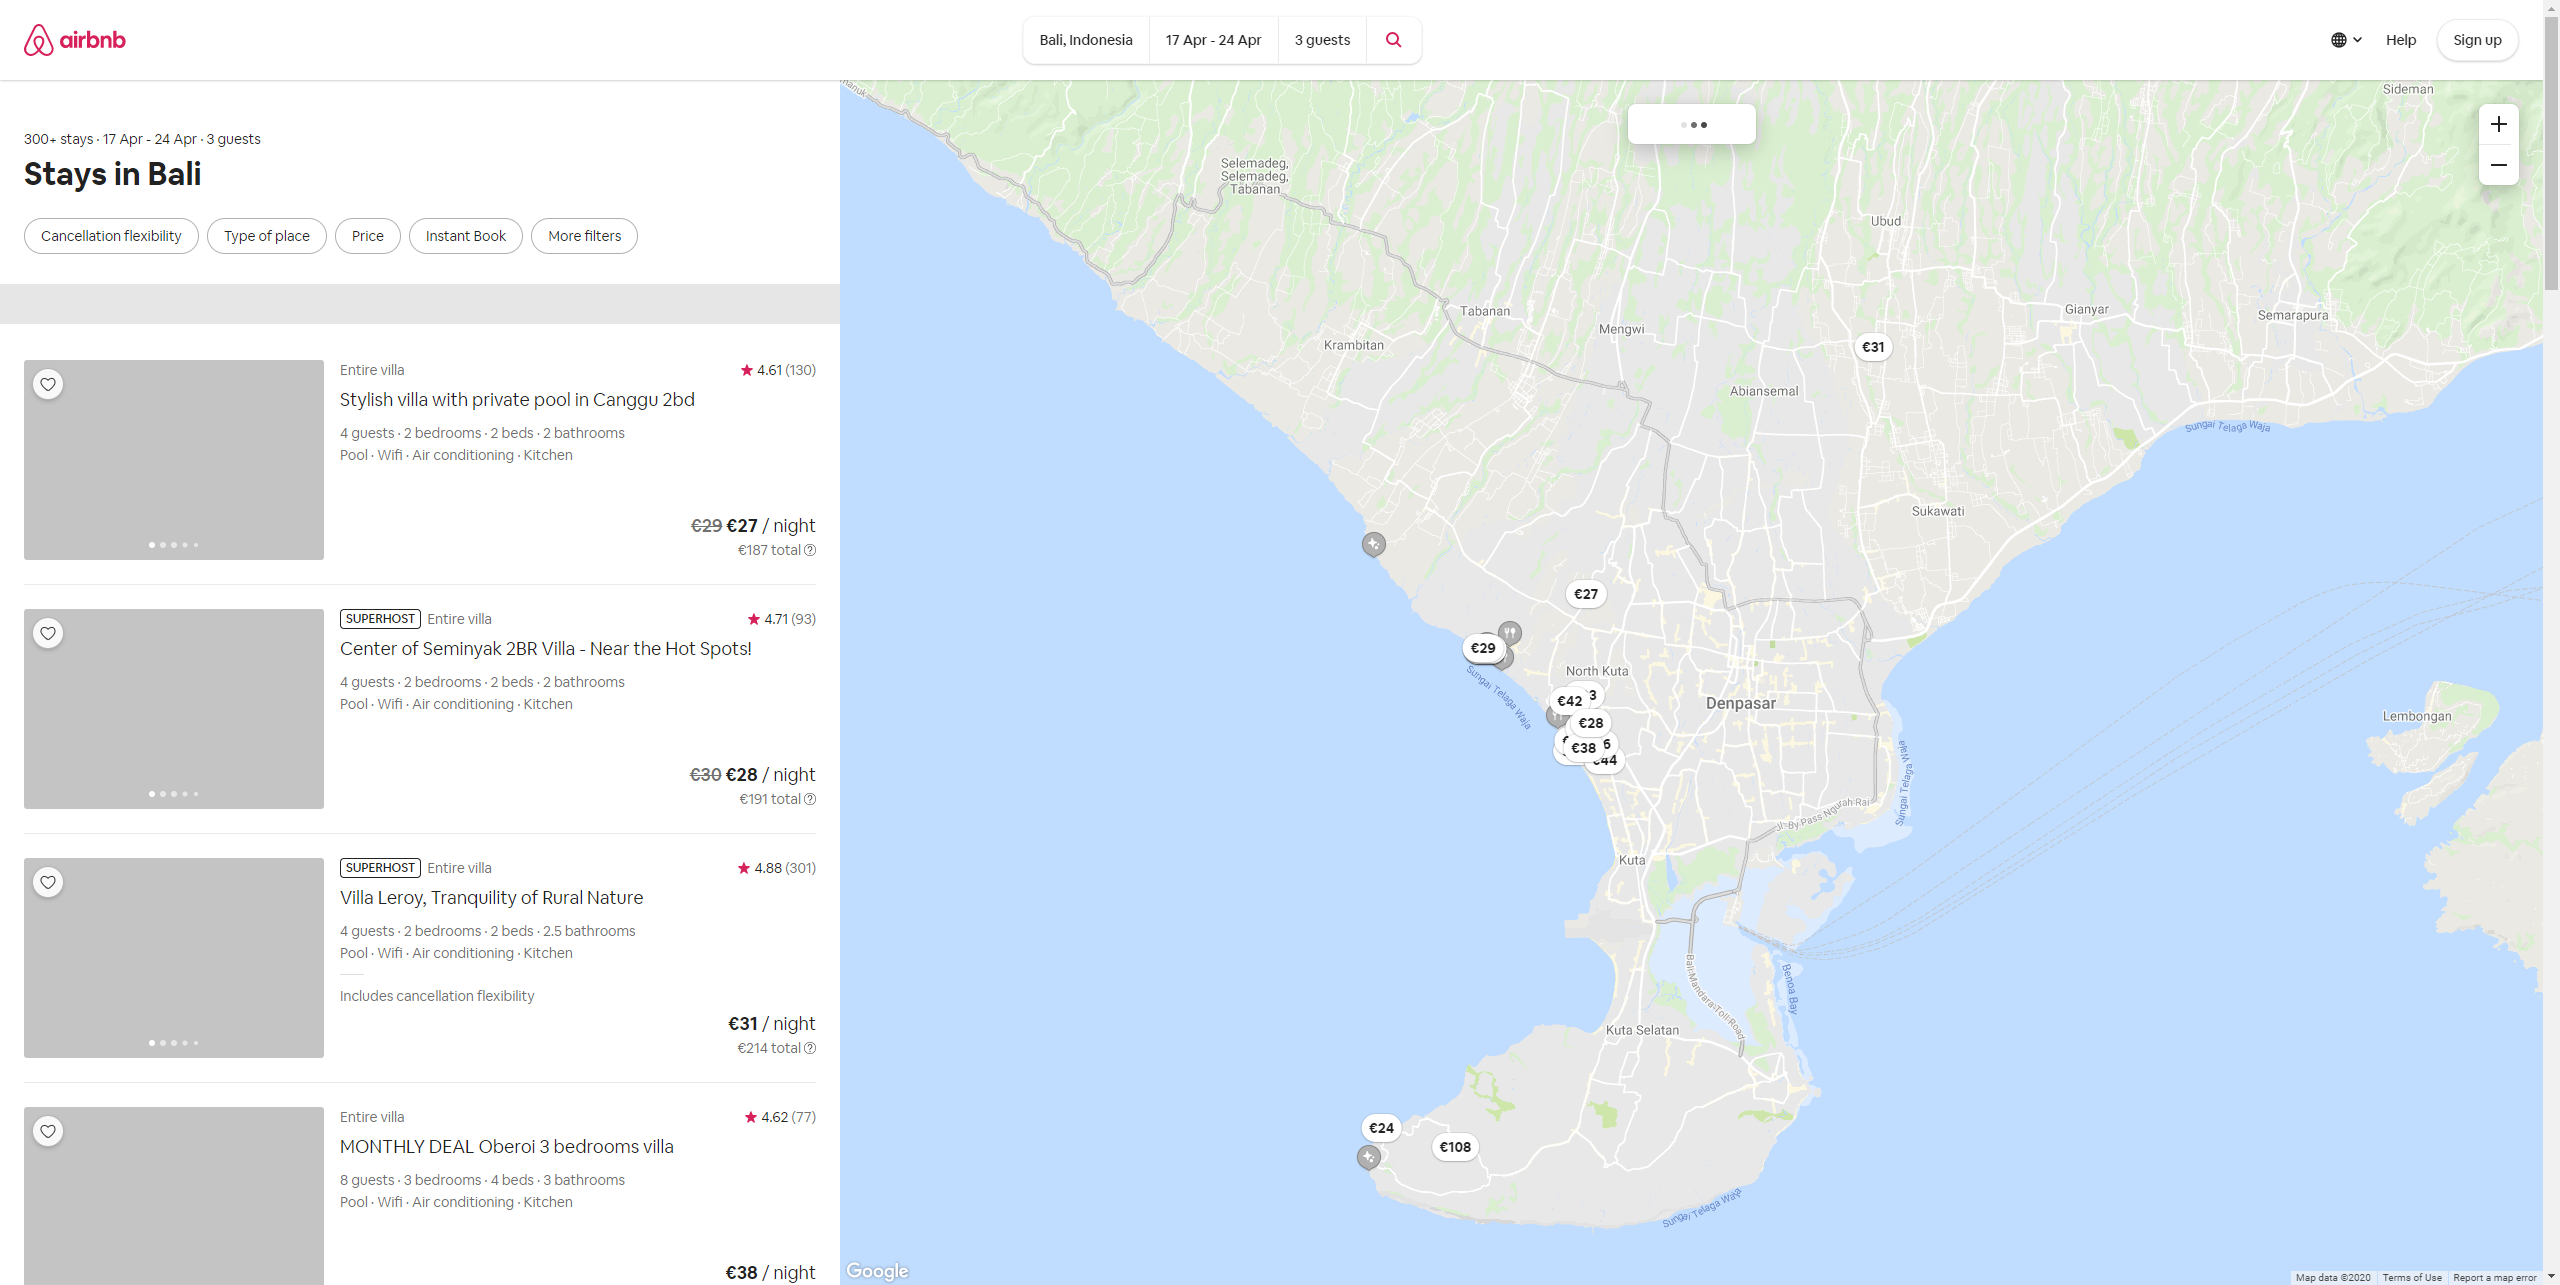 airbnb
Bali, Indonesia
17 Apr - 24 Apr
3 guests
Help
Sign up
300+ stays · 17 Apr - 24 Apr · 3 guests
Stays in Bali
Cancellation flexibility
Type of place
Price
Instant Book
More filters
Entire villa
4.61 (130)
Stylish villa with private pool in Canggu 2bd
4 guests · 2 bedrooms · 2 beds · 2 bathrooms
Pool · Wifi · Air conditioning · Kitchen
€29 €27 / night
€187 total
SUPERHOST Entire villa
4.71 (93)
Center of Seminyak 2BR Villa - Near the Hot Spots!
4 guests · 2 bedrooms · 2 beds · 2 bathrooms
Pool · Wifi · Air conditioning · Kitchen
€30 €28 / night
€191 total
SUPERHOST Entire villa
4.88 (301)
Villa Leroy, Tranquility of Rural Nature
4 guests · 2 bedrooms · 2 beds · 2.5 bathrooms
Pool · Wifi · Air conditioning · Kitchen
Includes cancellation flexibility
€31 / night
€214 total
Entire villa
4.62 (77)
MONTHLY DEAL Oberoi 3 bedrooms villa
8 guests · 3 bedrooms · 4 beds · 3 bathrooms
Pool · Wifi · Air conditioning · Kitchen
€38 / night
Sideman
Selemadeg,
Selemadeg,
Tabanan
Ubud
Tabanan
Gianyar
Semarapura
Mengwi
Krambitan
€31
Abiansemal
Sungai Telaga Waja
Sukawati
€27
€29
North Kuta
Sungai Telaga Waja
€42
Denpasar
€28
€38
€44
Lembongan
Sungai Telaga Waja
Jl. By Pass Ngurah Rai
Kuta
Bali Mandara Toll Road
Benoa Bay
Kuta Selatan
€24
€108
Sungai Telaga Waja
Google
Map data ©2020
Terms of Use
Report a map error